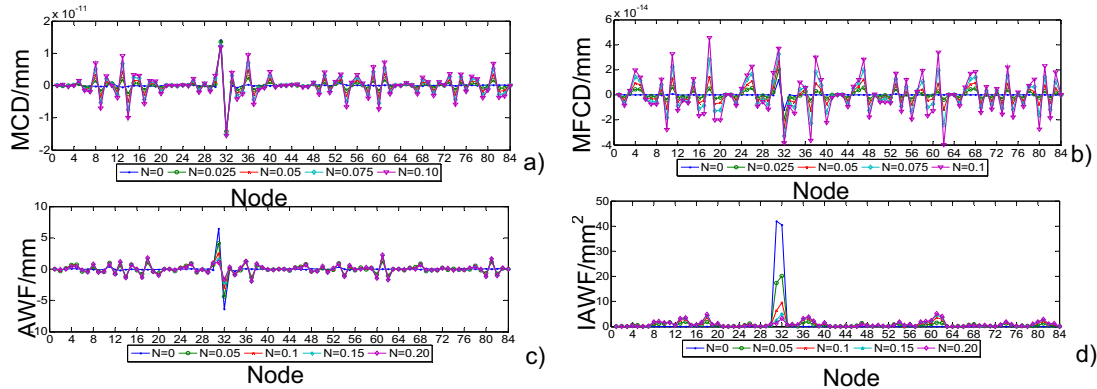 x 10^-11
MCD/mm
2
1
0
-1
-2
0 4 8 12 16 20 24 28 32 36 40 44 48 52 56 60 64 68 72 76 80 84
N=0 N=0.025 N=0.05 N=0.075 N=0.10
Node
a)
x 10^-14
MFCD/mm
6
4
2
0
-2
-4
0 4 8 12 16 20 24 28 32 36 40 44 48 52 56 60 64 68 72 76 80 84
N=0 N=0.025 N=0.05 N=0.075 N=0.1
Node
b)
AWF/mm
10
5
0
-5
-10
0 4 8 12 16 20 24 28 32 36 40 44 48 52 56 60 64 68 72 76 80 84
N=0 N=0.05 N=0.1 N=0.15 N=0.20
Node
c)
IAWF/mm²
50
40
30
20
10
0
0 4 8 12 16 20 24 28 32 36 40 44 48 52 56 60 64 68 72 76 80 84
N=0 N=0.05 N=0.1 N=0.15 N=0.20
Node
d)